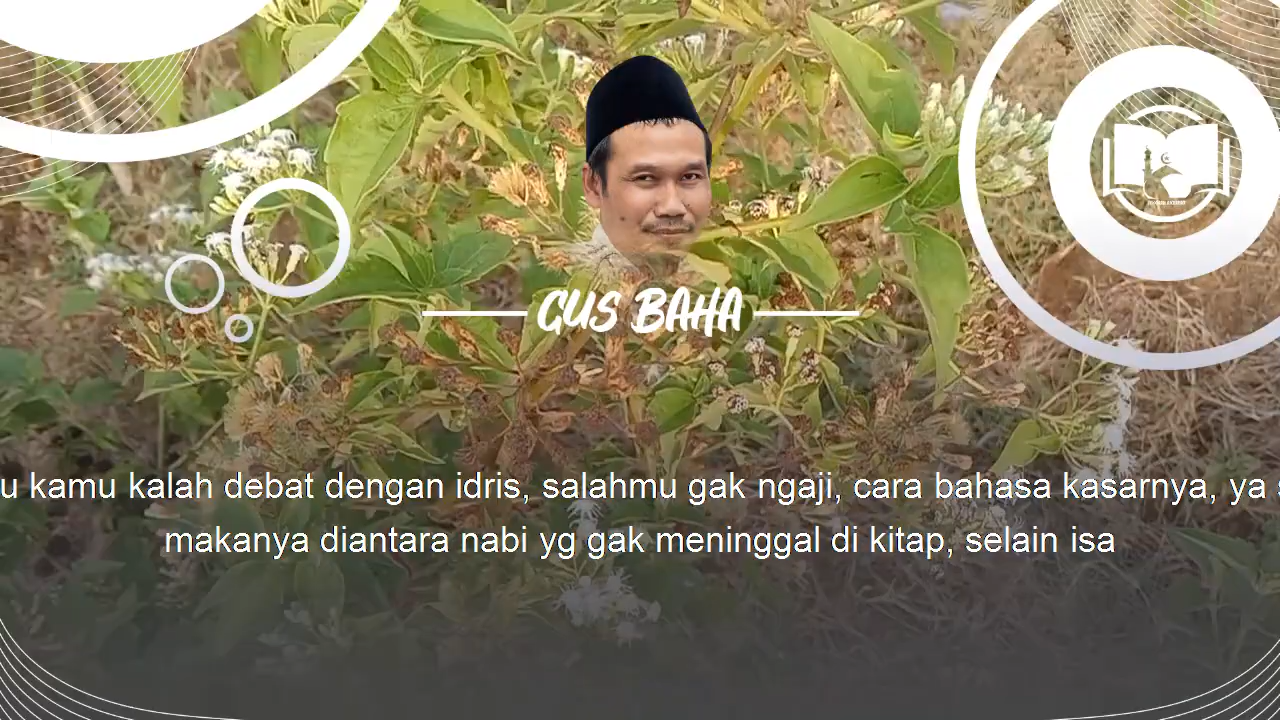 GUS BAHA
u kamu kalah debat dengan idris, salahmu gak ngaji, cara bahasa kasarnya, ya s
makanya diantara nabi yg gak meninggal di kitap, selain isa